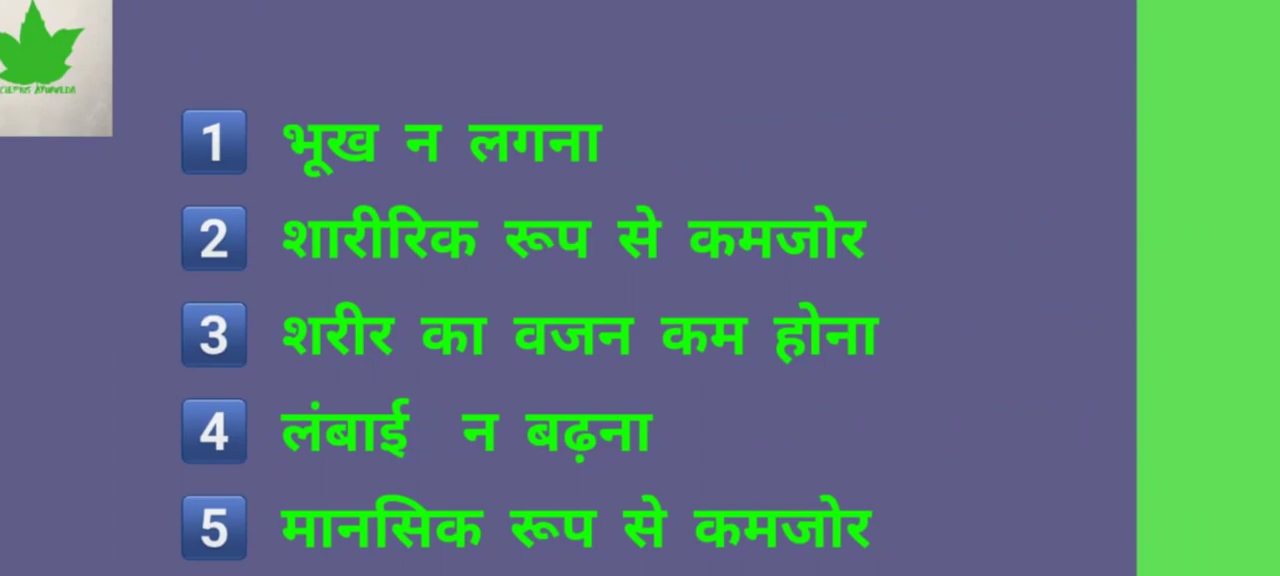 1 भूख न लगना
2 शारीरिक रूप से कमजोर
3 शरीर का वजन कम होना
4 लंबाई न बढ़ना
5 मानसिक रूप से कमजोर